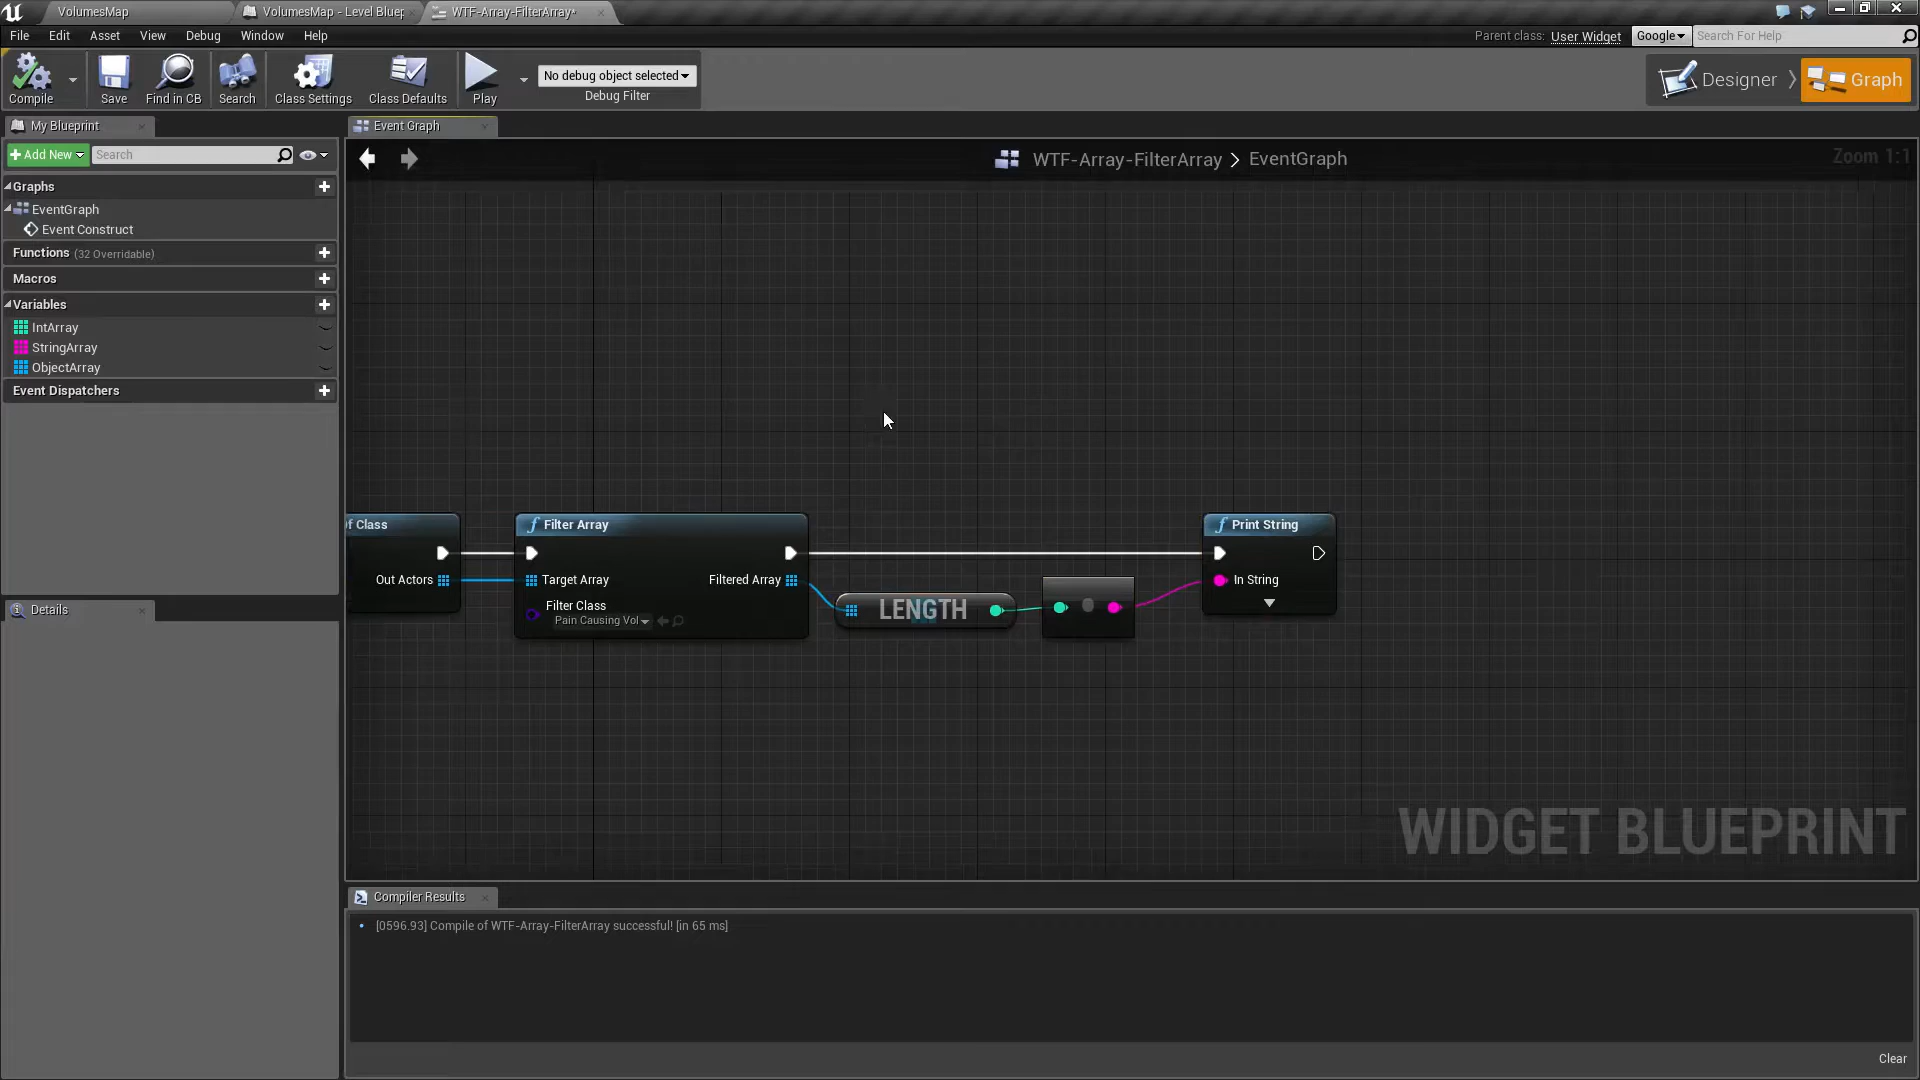 VolumesMap
VolumesMap - Level Bluep
WTF-Array-FilterArray*
File Edit Asset View Debug Window Help
Parent class: User Widget
Google
Search For Help
Compile
Save
Find in CB
Search
Class Settings
Class Defaults
Play
No debug object selected
Debug Filter
Designer
Graph
My Blueprint
Event Graph
Add New
Search
WTF-Array-FilterArray > EventGraph
Zoom 1:1
Graphs
EventGraph
Event Construct
Functions (32 Overridable)
Macros
Variables
IntArray
StringArray
ObjectArray
Event Dispatchers
Details
f Class
Out Actors
f Filter Array
Target Array
Filtered Array
Filter Class
Pain Causing Vol
LENGTH
f Print String
In String
WIDGET BLUEPRINT
Compiler Results
• [0596.93] Compile of WTF-Array-FilterArray successful! [in 65 ms]
Clear